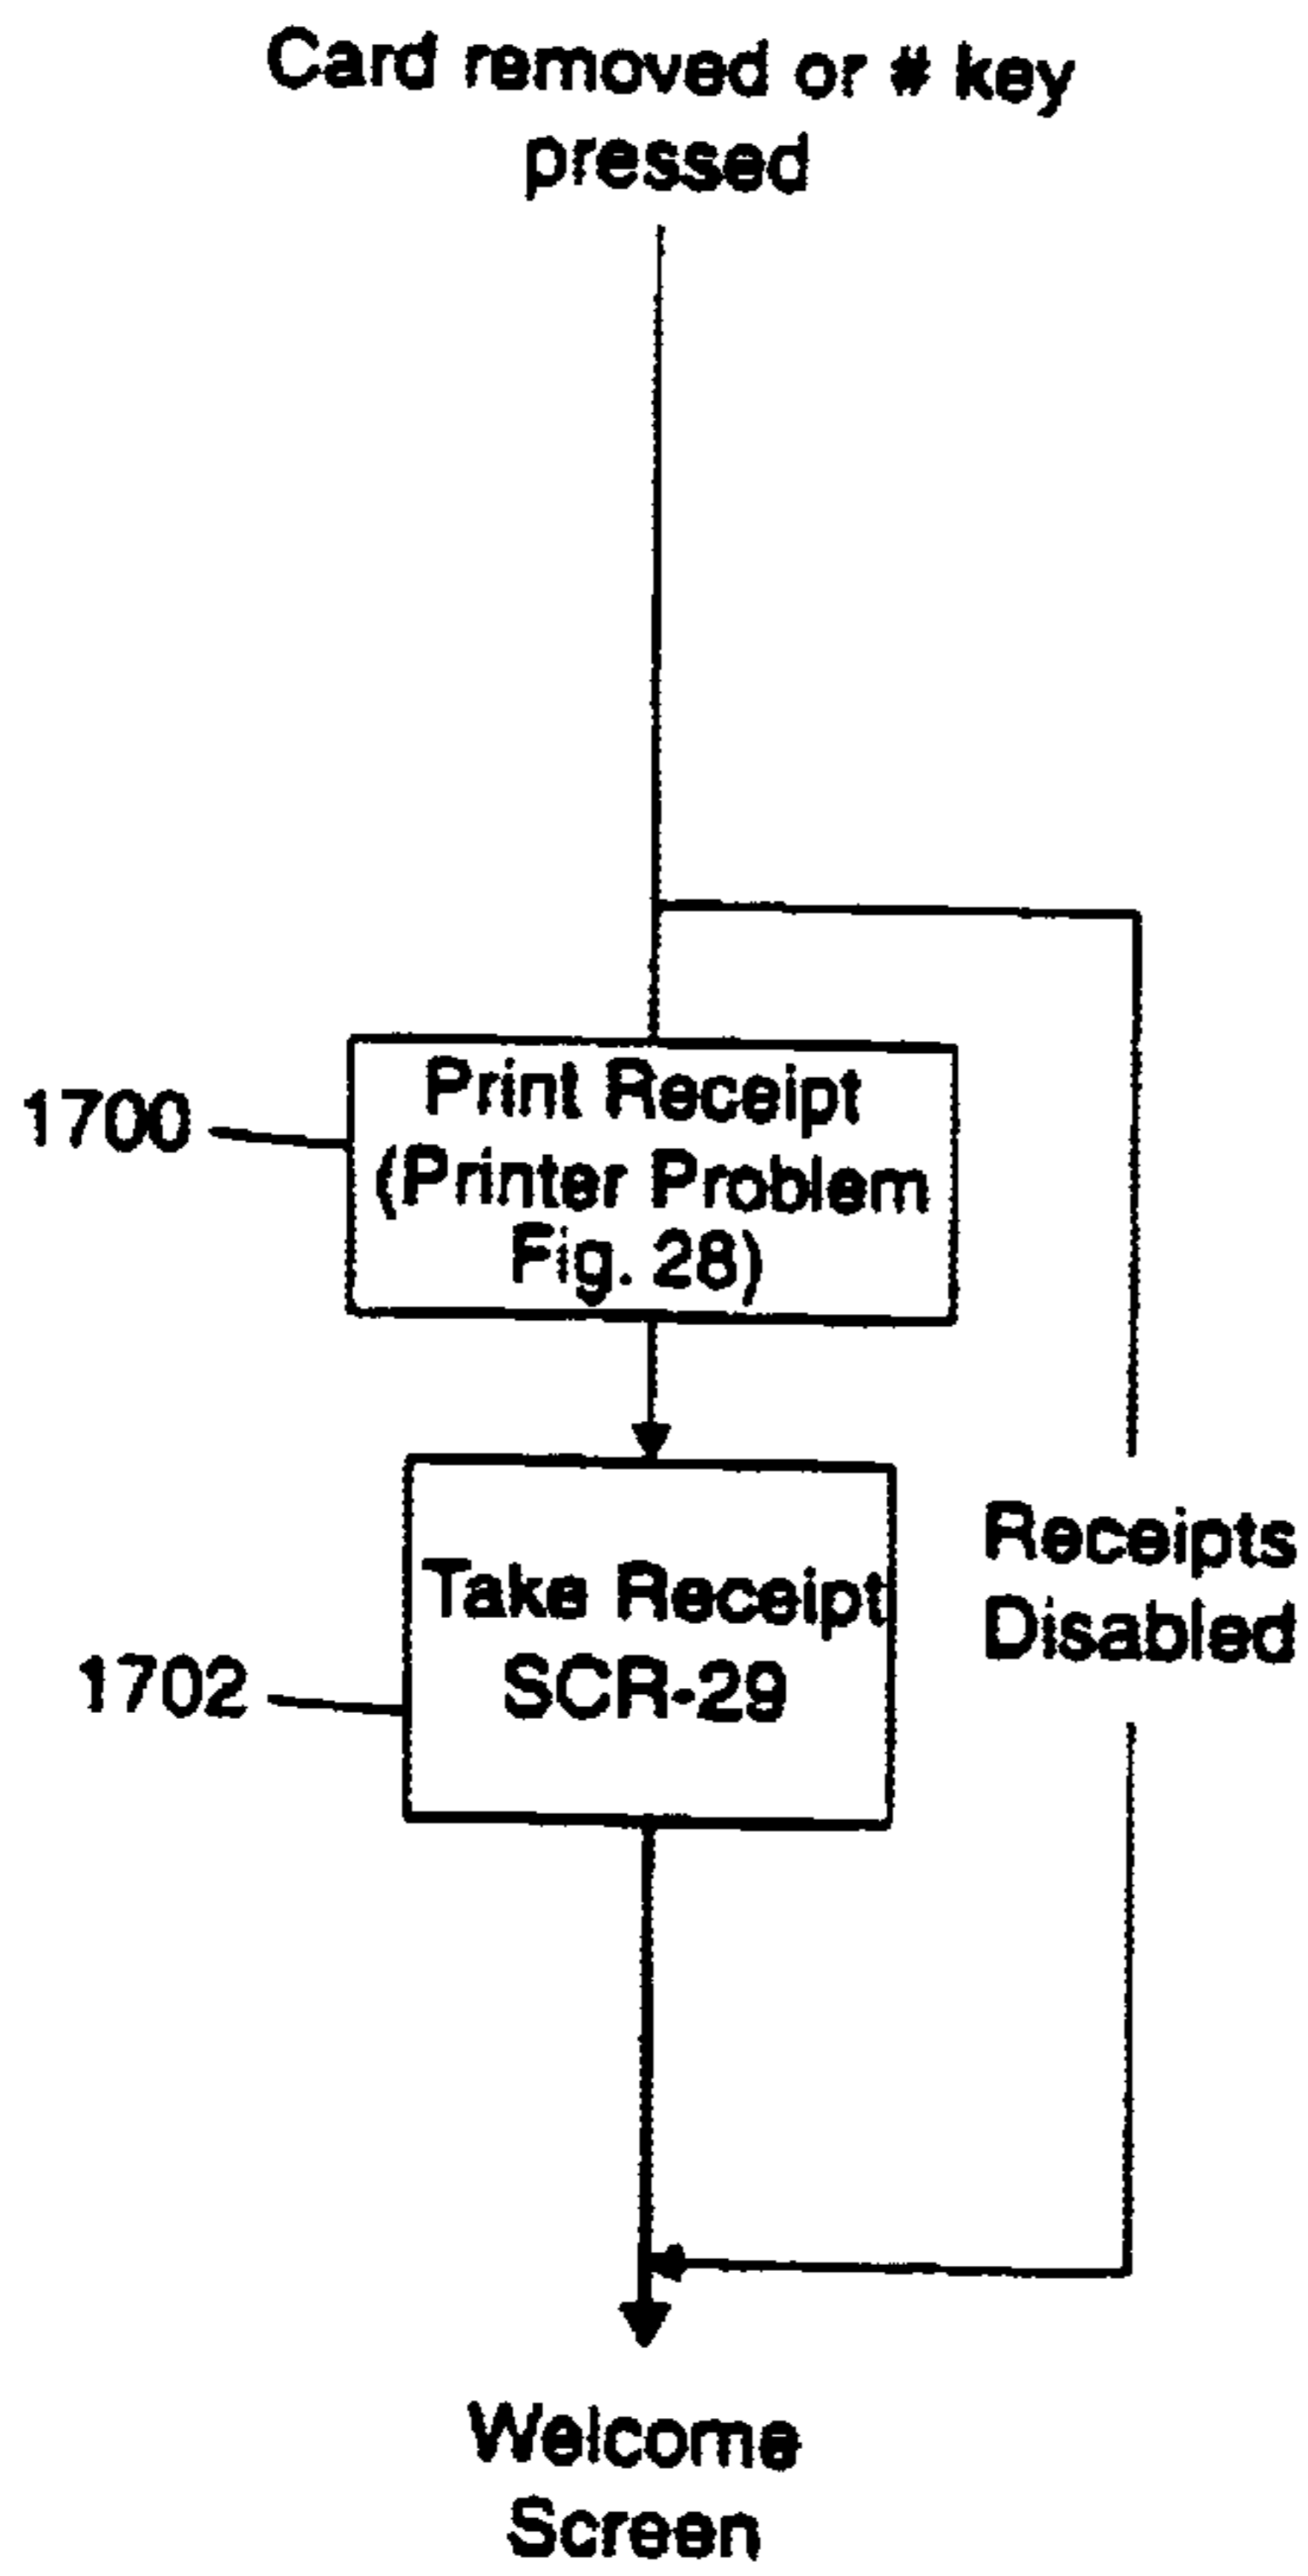 Card removed or # key
pressed
1700
Print Receipt
(Printer Problem
Fig. 28)
1702
Take Receipt
SCR-29
Receipts
Disabled
Welcome
Screen